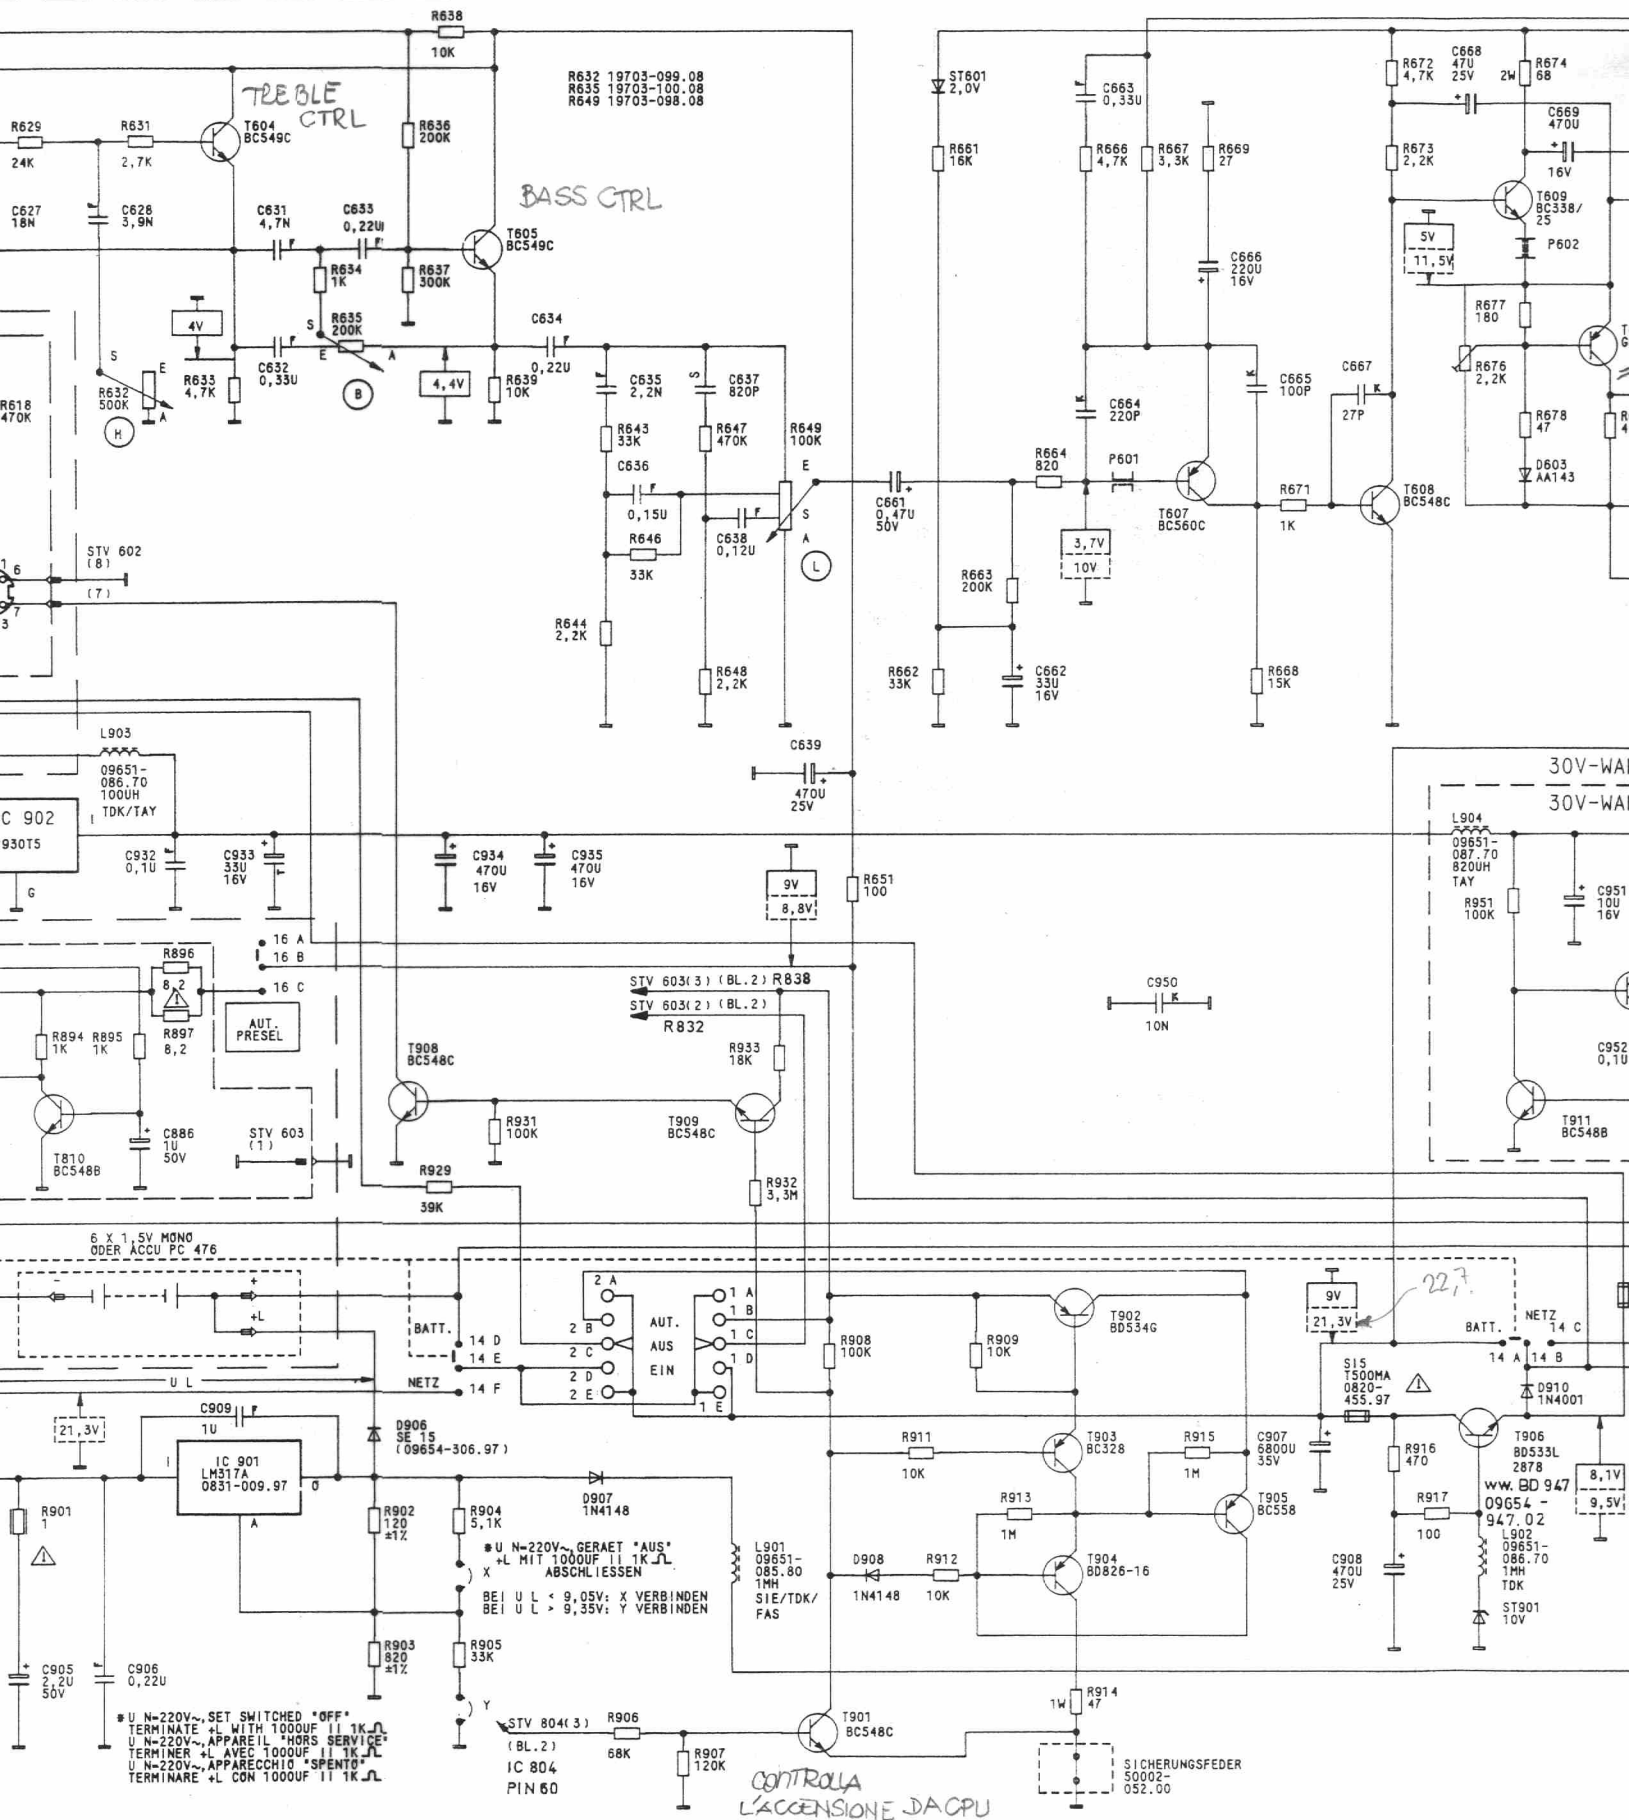 R638
10K
R632 19703-099.08
R635 19703-100.08
R649 19703-098.08
TREBLE
CTRL
BASS CTRL
R629
24K
R631
2,7K
T604
BC549C
R636
200K
C627
18N
C628
3,9N
C631
4,7N
C633
0,22U
T605
BC549C
R634
1K
R637
300K
4V
R635
200K
S
E
A
C632
0,33U
R633
4,7K
B
4,4V
R639
10K
C634
0,22U
S
E
A
R632
500K
H
R618
470K
C635
2,2N
C637
820P
R643
33K
R647
470K
R649
100K
C636
0,15U
C638
0,12U
R646
33K
E
S
A
L
R644
2,2K
R648
2,2K
ST601
2,0V
R661
16K
C661
0,47U
50V
R662
33K
R663
200K
C662
33U
16V
R664
820
C663
0,33U
R666
4,7K
R667
3,3K
R669
27
C666
220U
16V
C664
220P
P601
3,7V
10V
T607
BC560C
C665
100P
R671
1K
R668
15K
C667
27P
T608
BC548C
R672
4,7K
C668
47U
25V
R674
2W 68
R673
2,2K
C669
470U
16V
T609
BC338/
25
5V
11,5V
P602
R677
180
R676
2,2K
R678
47
D603
AA143
6
7
3
STV 602
(8)
(7)
L903
09651-
086.70
100UH
TDK/TAY
C 902
930T5
I
G
C932
0,1U
C933
33U
16V
C934
470U
16V
C935
470U
16V
C639
470U
25V
9V
8,8V
R651
100
30V-WA
30V-WA
L904
09651-
087.70
820UH
TAY
R951
100K
C951
10U
16V
C952
0,1U
T911
BC548B
C950
10N
16 A
16 B
16 C
R896
8,2
R897
8,2
AUT.
PRESEL
R894
1K
R895
1K
T810
BC548B
C886
1U
50V
STV 603
(1)
T908
BC548C
R931
100K
R929
39K
STV 603(3) (BL.2) R838
STV 603(2) (BL.2)
R832
R933
18K
T909
BC548C
R932
3,3M
6 X 1,5V MONO
ODER ACCU PC 476
-
+
+L
BATT.
14 D
14 E
NETZ
14 F
U L
2 A
2 B
2 C
2 D
2 E
AUT.
AUS
EIN
1 A
1 B
1 C
1 D
1 E
R908
100K
R909
10K
T902
BD534G
9V
21,3V
22,7
BATT.
NETZ
14 C
14 A
14 B
SI5
T500MA
0820-
455.97
D910
1N4001
21,3V
C909
1U
IC 901
LM317A
0831-009.97
I
O
A
D906
SE 15
(09654-306.97)
R901
1
R902
120
±1%
R904
5,1K
D907
1N4148
X
* U N=220V~, GERAET "AUS"
+L MIT 1000UF II 1K
ABSCHLIESSEN
BEI U L < 9,05V: X VERBINDEN
BEI U L > 9,35V: Y VERBINDEN
L901
09651-
085.80
1MH
SIE/TDK/
FAS
R903
820
±1%
R905
33K
Y
C905
2,2U
50V
C906
0,22U
* U N=220V~, SET SWITCHED "OFF"
TERMINATE +L WITH 1000UF II 1K
U N=220V~, APPAREIL "HORS SERVICE"
TERMINER +L AVEC 1000UF II 1K
U N=220V~, APPARECCHIO "SPENTO"
TERMINARE +L CON 1000UF II 1K
STV 804(3)
(BL.2)
IC 804
PIN 60
R906
68K
R907
120K
T901
BC548C
CONTROLLA
L'ACCENSIONE DA CPU
R911
10K
T903
BC328
R915
1M
R913
1M
T905
BC558
D908
1N4148
R912
10K
T904
BD826-16
R914
1W 47
SICHERUNGSFEDER
50002-
052.00
C907
6800U
35V
R916
470
T906
BD533L
2878
WW. BD 947
09654 -
947.02
8,1V
9,5V
R917
100
C908
470U
25V
L902
09651-
086.70
1MH
TDK
ST901
10V